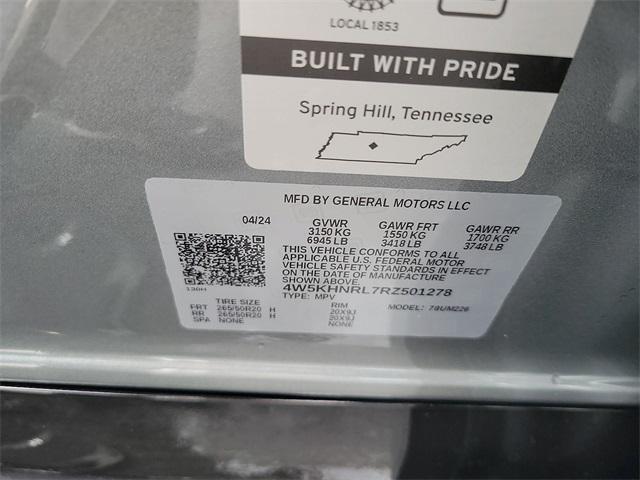 LOCAL 1853
BUILT WITH PRIDE
Spring Hill, Tennessee
MFD BY GENERAL MOTORS LLC
04/24 GVWR GAWR FRT GAWR RR
3150 KG 1550 KG 1700 KG
6945 LB 3418 LB 3748 LB
THIS VEHICLE CONFORMS TO ALL
APPLICABLE U.S. FEDERAL MOTOR
VEHICLE SAFETY STANDARDS IN EFFECT
ON THE DATE OF MANUFACTURE
SHOWN ABOVE.
4W5KHNRL7RZ501278
TYPE: MPV MODEL: 78UM226
TIRE SIZE RIM
FRT 265/50R20 H 20X9J
RR 265/50R20 H 20X9J
SPA NONE NONE